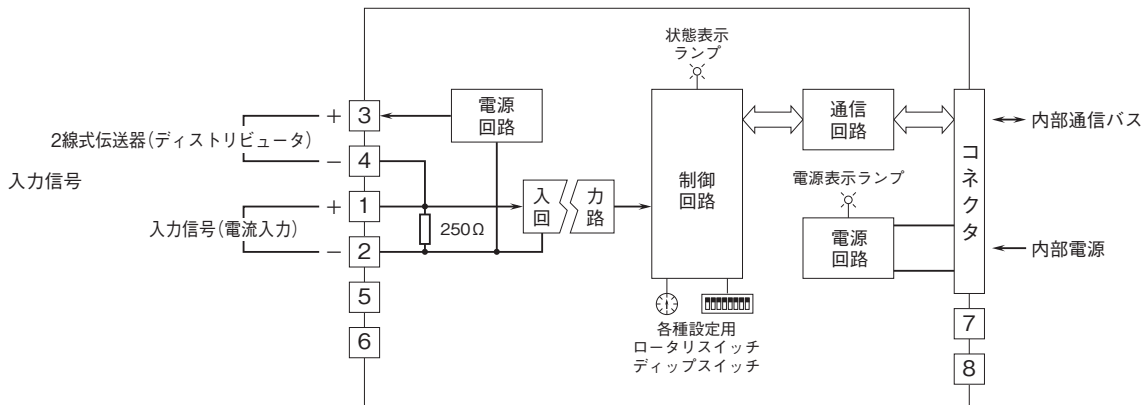 入力信号
2線式伝送器(ディストリビュータ)
+
−
入力信号(電流入力)
+
−
3
4
1
2
5
6
電源
回路
250Ω
入 力
回 路
状態表示
ランプ
制御
回路
各種設定用
ロータリスイッチ
ディップスイッチ
通信
回路
電源表示ランプ
電源
回路
コネクタ
7
8
内部通信バス
内部電源